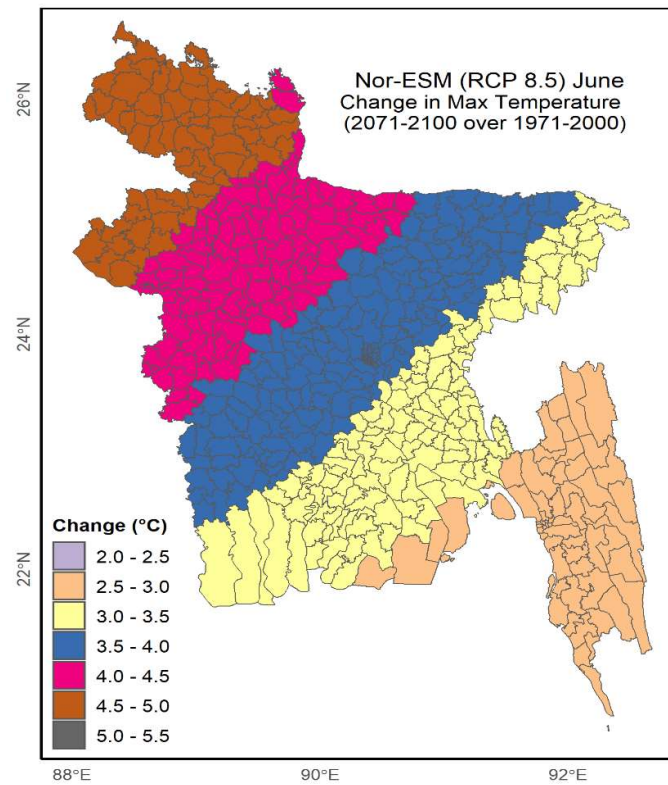 Nor-ESM (RCP 8.5) June
Change in Max Temperature
(2071-2100 over 1971-2000)
26°N
24°N
22°N
Change (°C)
2.0 - 2.5
2.5 - 3.0
3.0 - 3.5
3.5 - 4.0
4.0 - 4.5
4.5 - 5.0
5.0 - 5.5
88°E
90°E
92°E